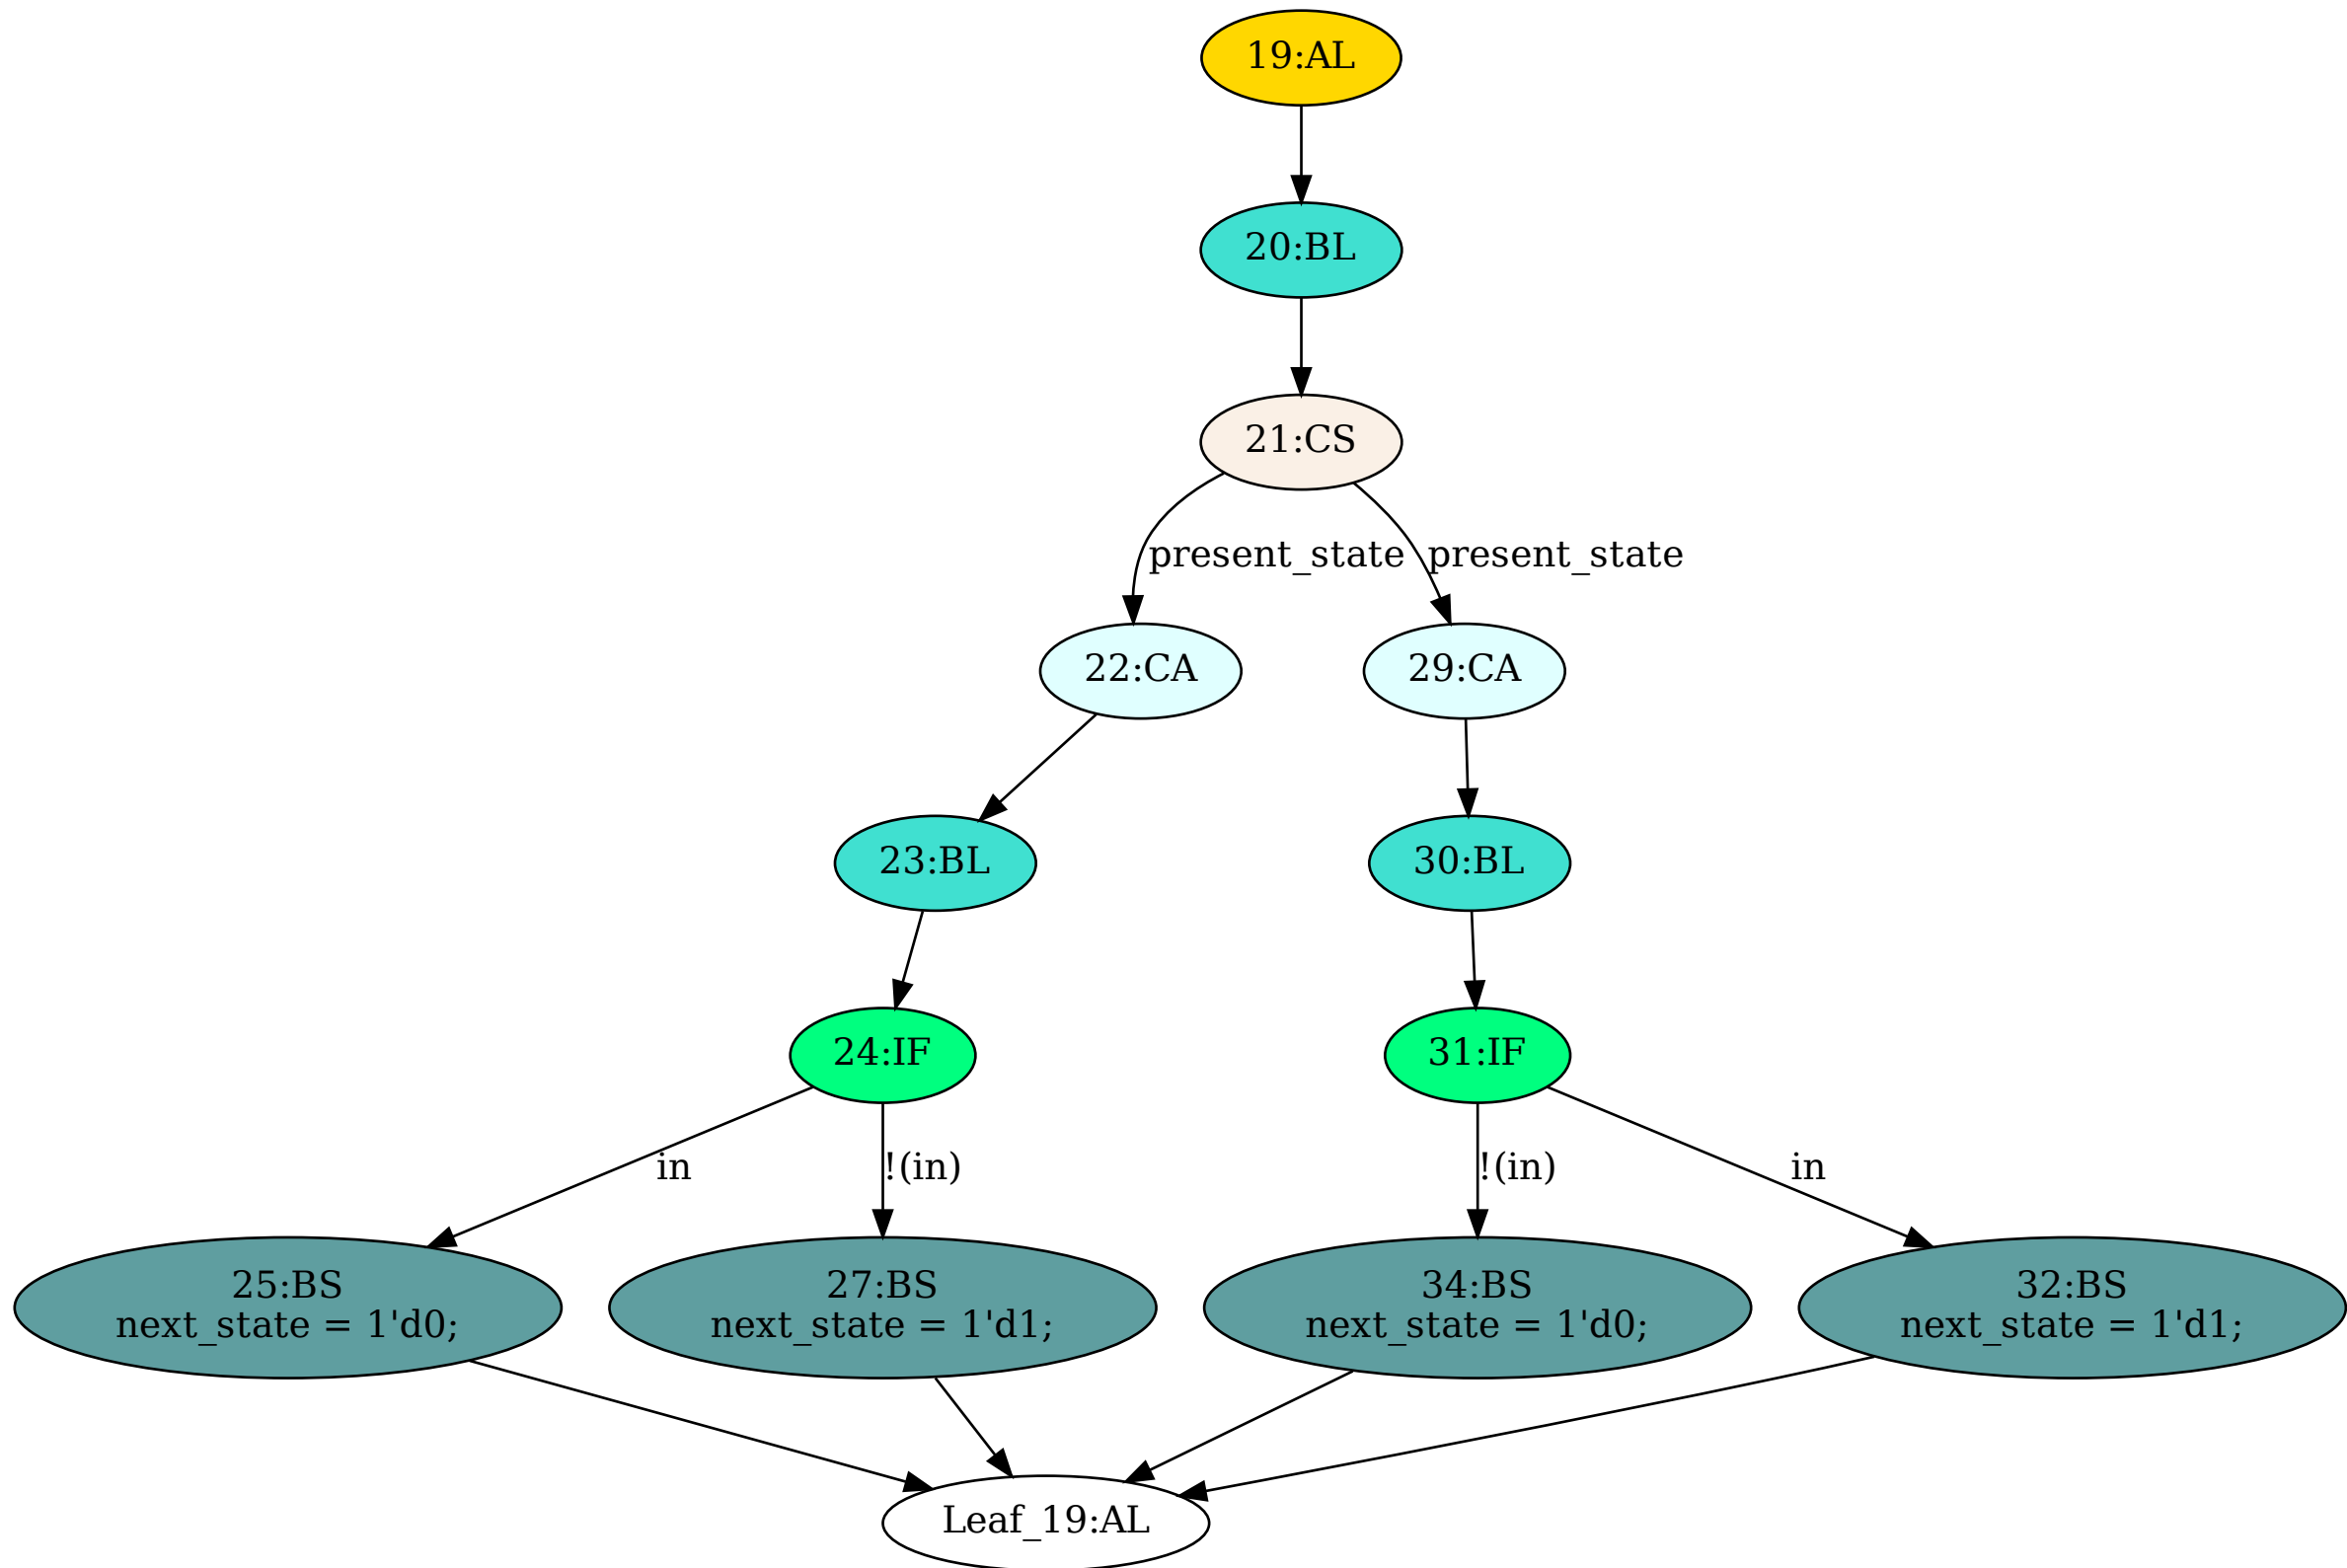 19:AL
20:BL
21:CS
present_state
present_state
22:CA
29:CA
23:BL
30:BL
24:IF
31:IF
in
!(in)
!(in)
in
25:BS
next_state = 1'd0;
27:BS
next_state = 1'd1;
34:BS
next_state = 1'd0;
32:BS
next_state = 1'd1;
Leaf_19:AL